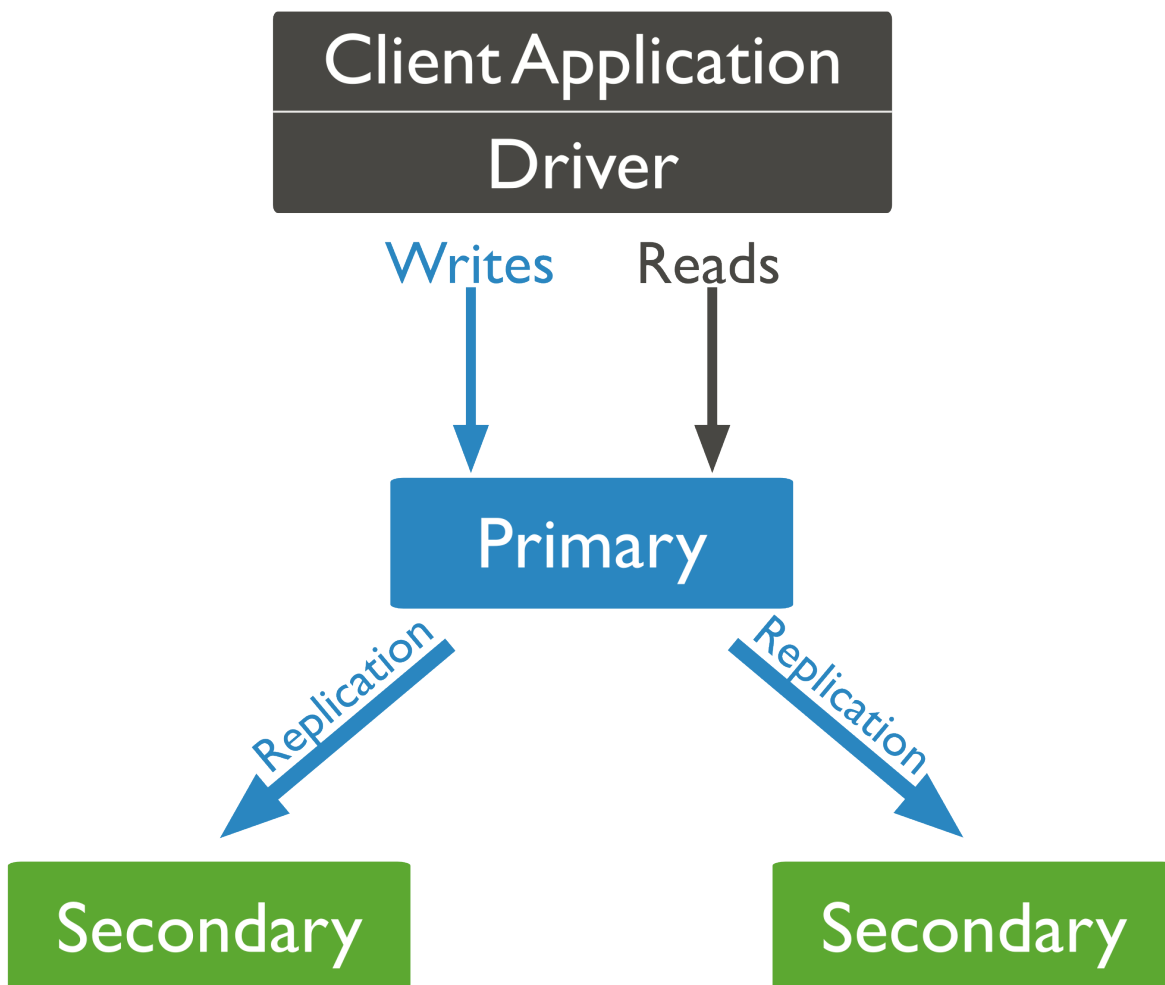 Client Application
Driver
Writes
Reads
Primary
Replication
Replication
Secondary
Secondary